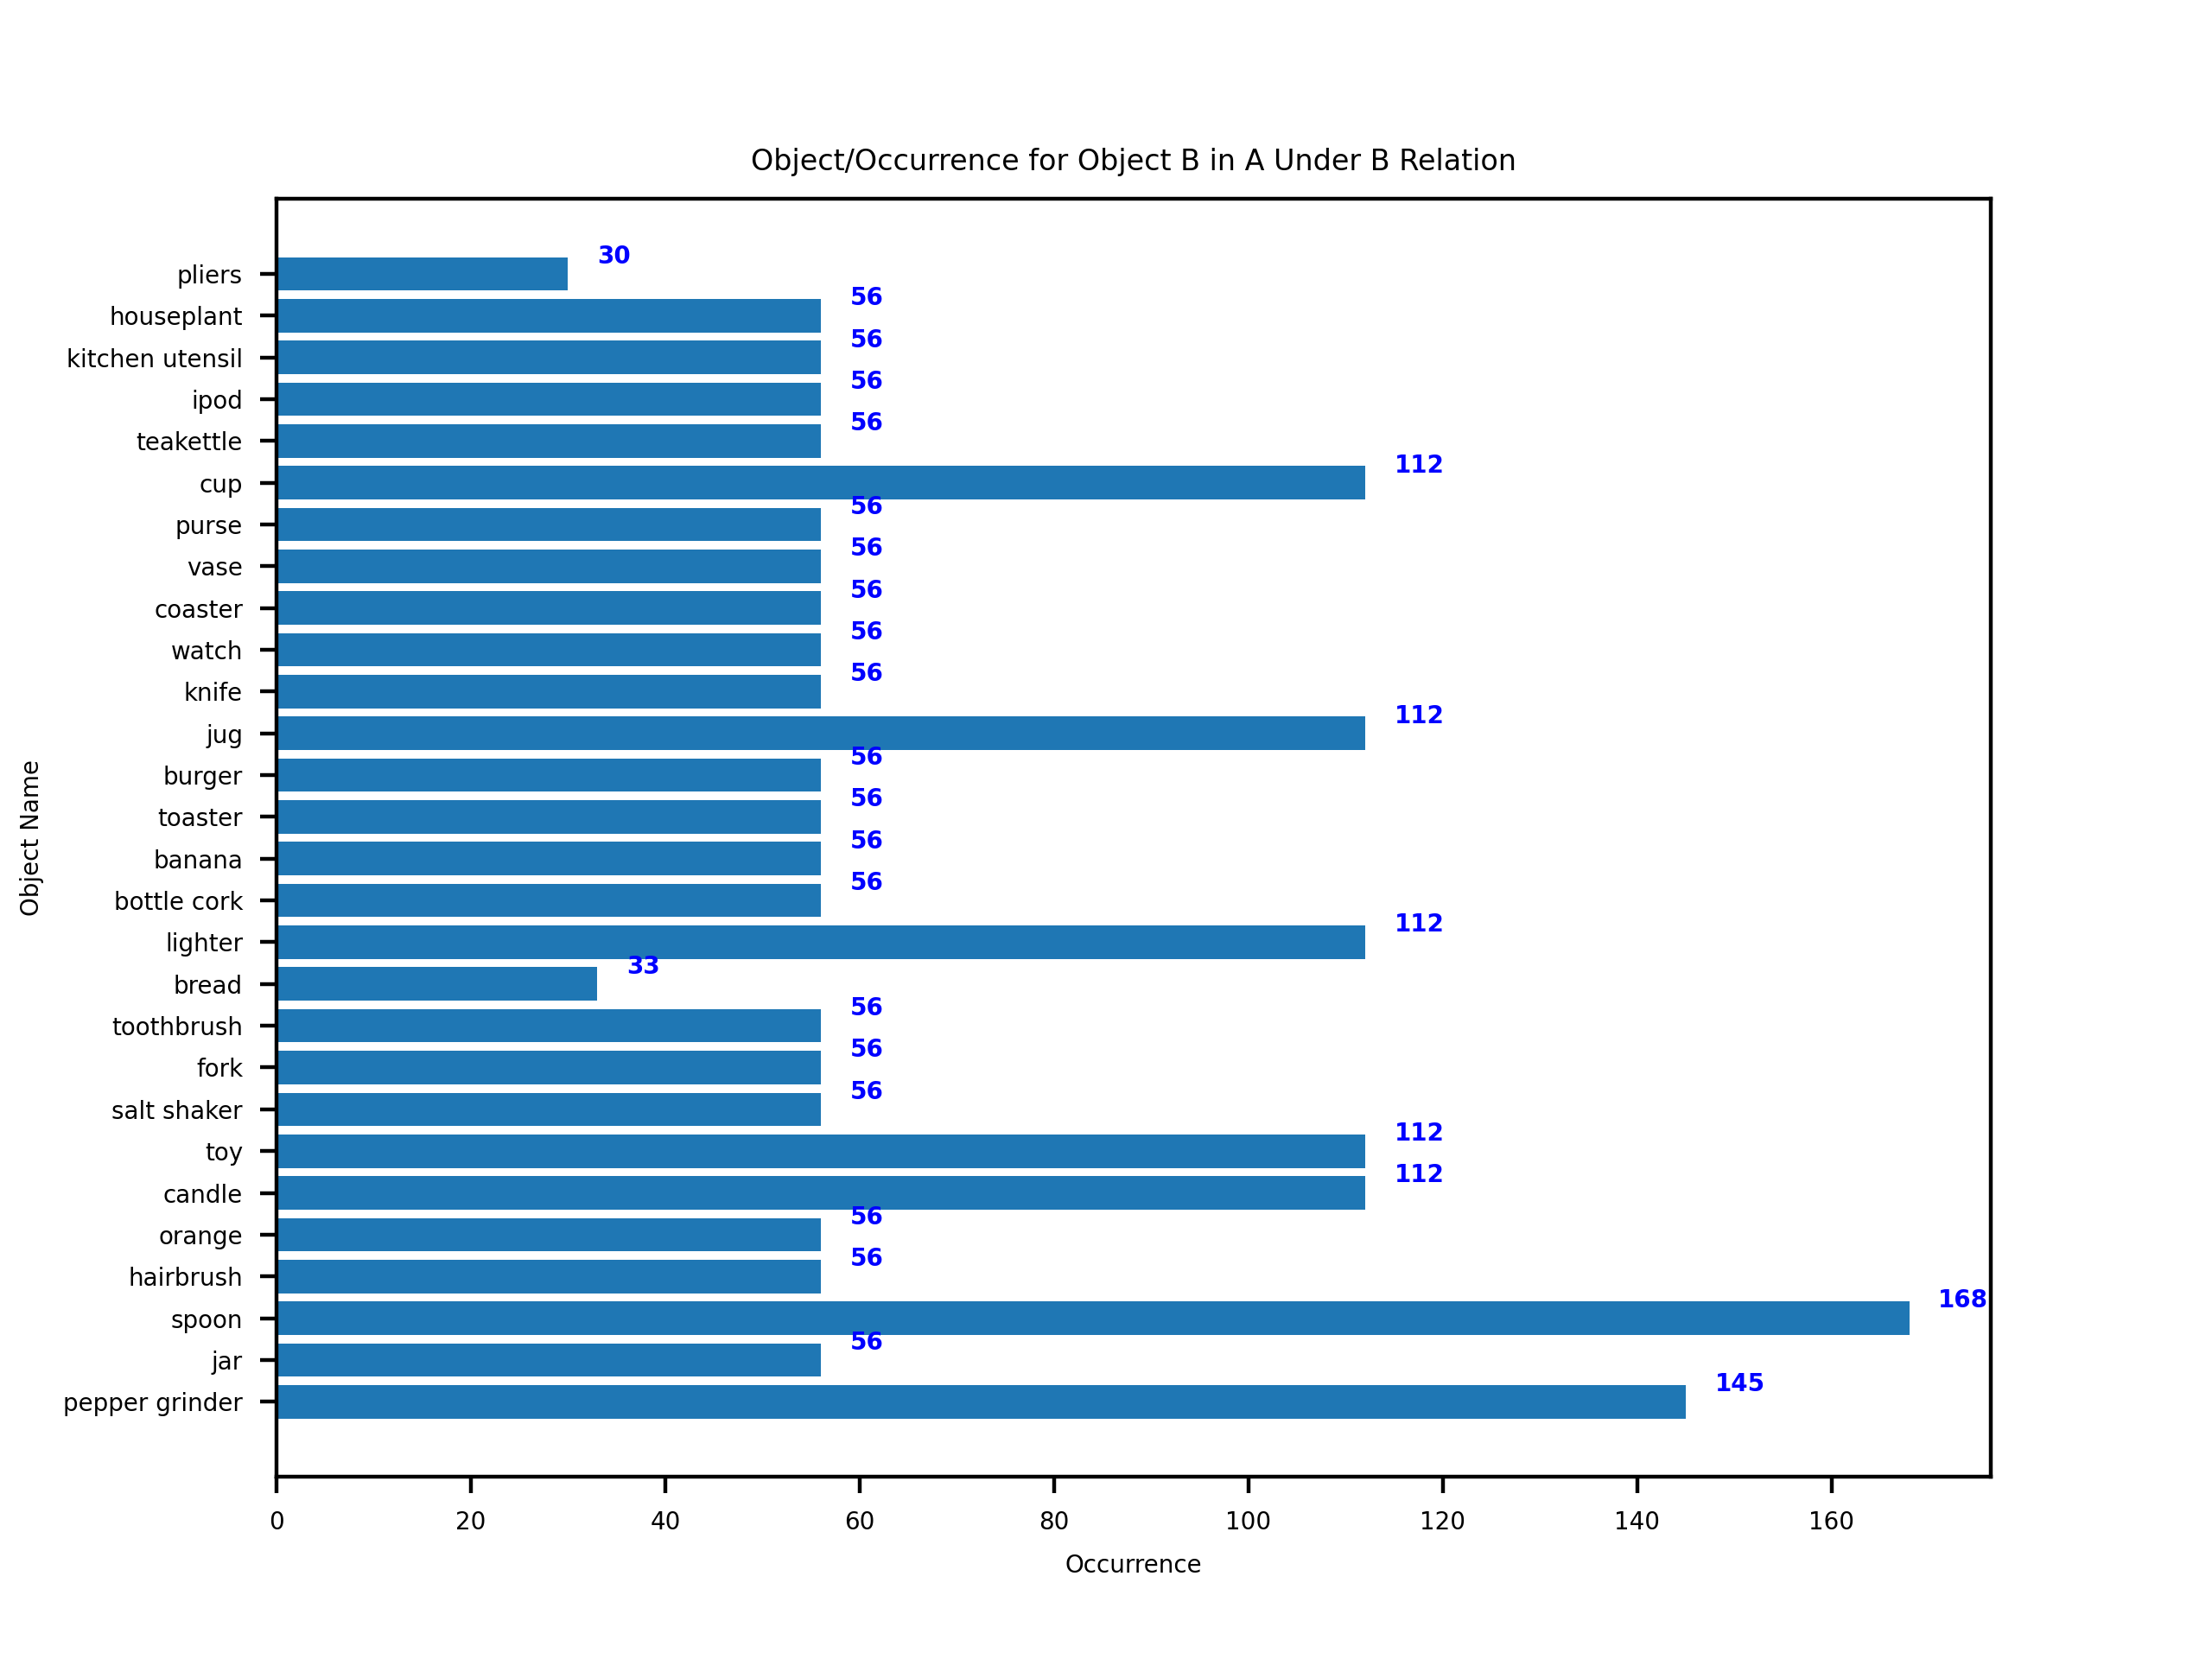 Object/Occurrence for Object B in A Under B Relation
pliers 30
houseplant 56
kitchen utensil 56
ipod 56
teakettle 56
cup 112
purse 56
vase 56
coaster 56
watch 56
knife 56
jug 112
burger 56
toaster 56
banana 56
bottle cork 56
lighter 112
bread 33
toothbrush 56
fork 56
salt shaker 56
toy 112
candle 112
orange 56
hairbrush 56
spoon 168
jar 56
pepper grinder 145
Object Name
0 20 40 60 80 100 120 140 160
Occurrence